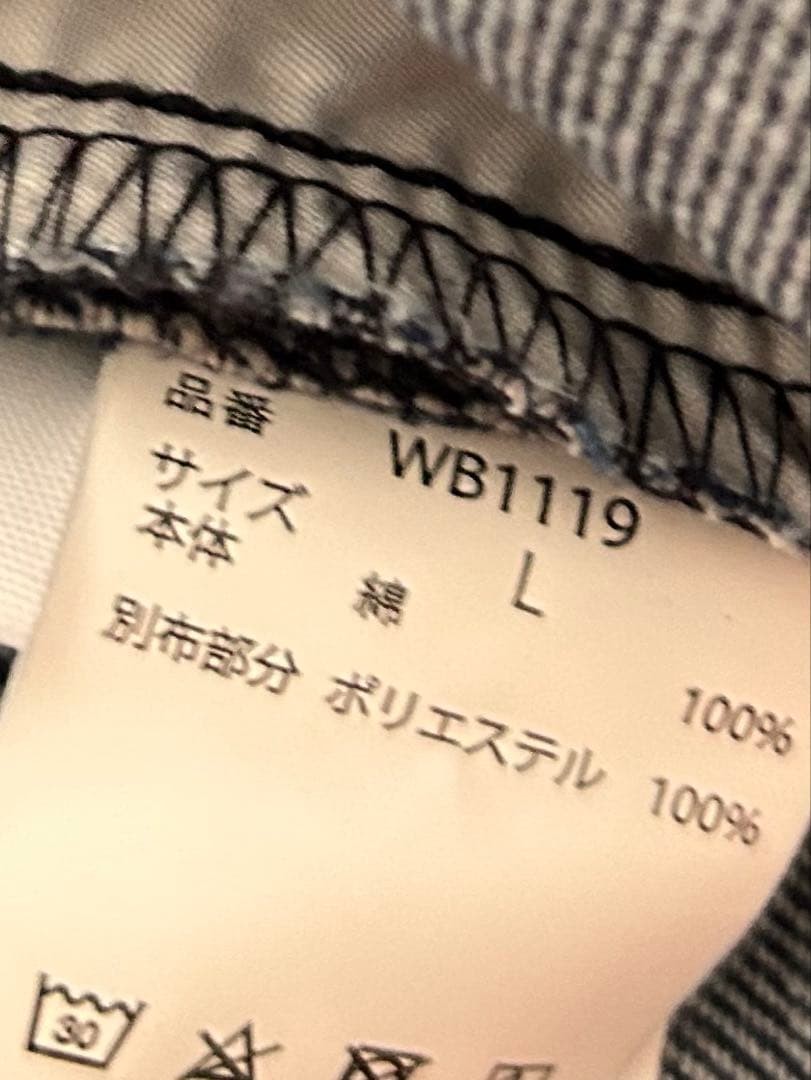 品番 WB1119
サイズ L
本体 綿 100%
別布部分 ポリエステル 100%
30